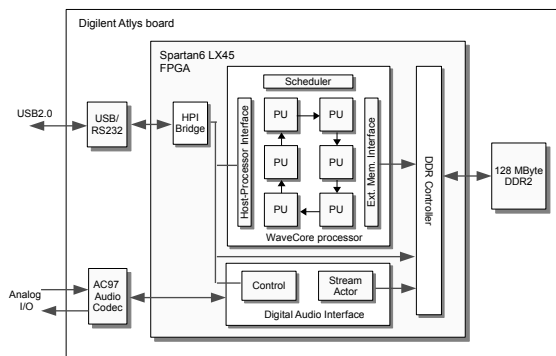 Digilent Atlys board
Spartan6 LX45
FPGA
Scheduler
USB2.0
USB/
RS232
HPI
Bridge
Host-Processor Interface
PU
PU
PU
PU
PU
PU
Ext. Mem. Interface
WaveCore processor
DDR Controller
128 MByte
DDR2
Analog
I/O
AC97
Audio
Codec
Control
Stream
Actor
Digital Audio Interface